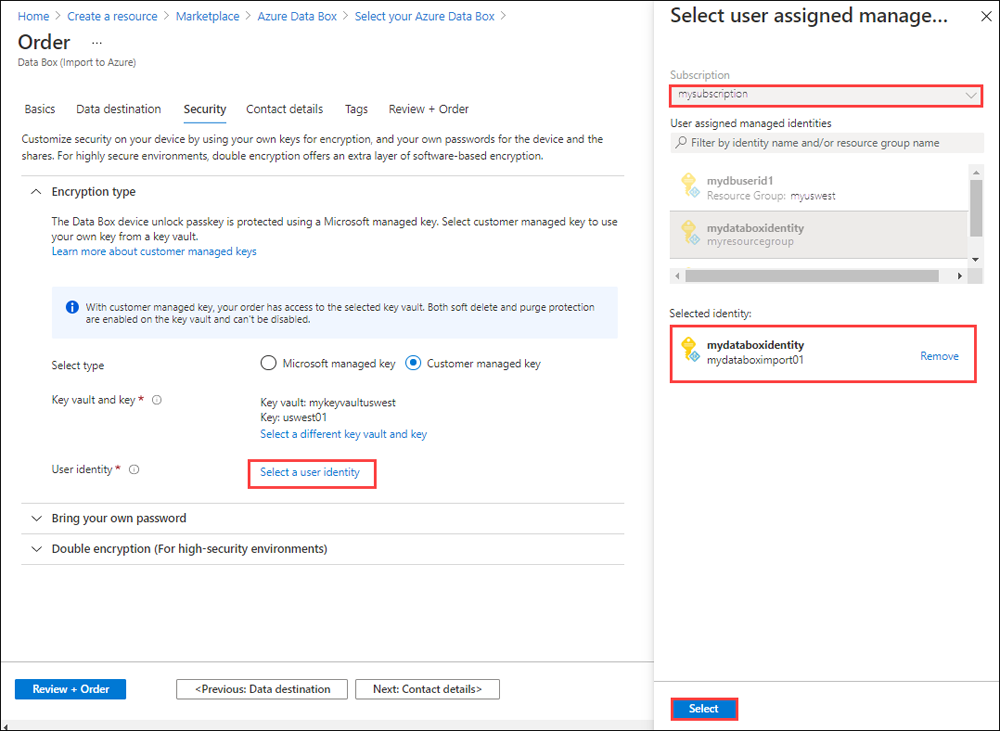 Home > Create a resource > Marketplace > Azure Data Box > Select your Azure Data Box >
Order ...
Data Box (Import to Azure)
Basics Data destination Security Contact details Tags Review + Order
Customize security on your device by using your own keys for encryption, and your own passwords for the device and the
shares. For highly secure environments, double encryption offers an extra layer of software-based encryption.
Encryption type
The Data Box device unlock passkey is protected using a Microsoft managed key. Select customer managed key to use
your own key from a key vault.
Learn more about customer managed keys
With customer managed key, your order has access to the selected key vault. Both soft delete and purge protection
are enabled on the key vault and can't be disabled.
Select type Microsoft managed key Customer managed key
Key vault and key *
Key vault: mykeyvaultuswest
Key: uswest01
Select a different key vault and key
User identity * Select a user identity
Bring your own password
Double encryption (For high-security environments)
Review + Order <Previous: Data destination Next: Contact details>
Select user assigned manage...
Subscription
mysubscription
User assigned managed identities
Filter by identity name and/or resource group name
mydbuserid1
Resource Group: myuswest
mydataboxidentity
myresourcegroup
Selected identity:
mydataboxidentity
mydataboximport01
Remove
Select